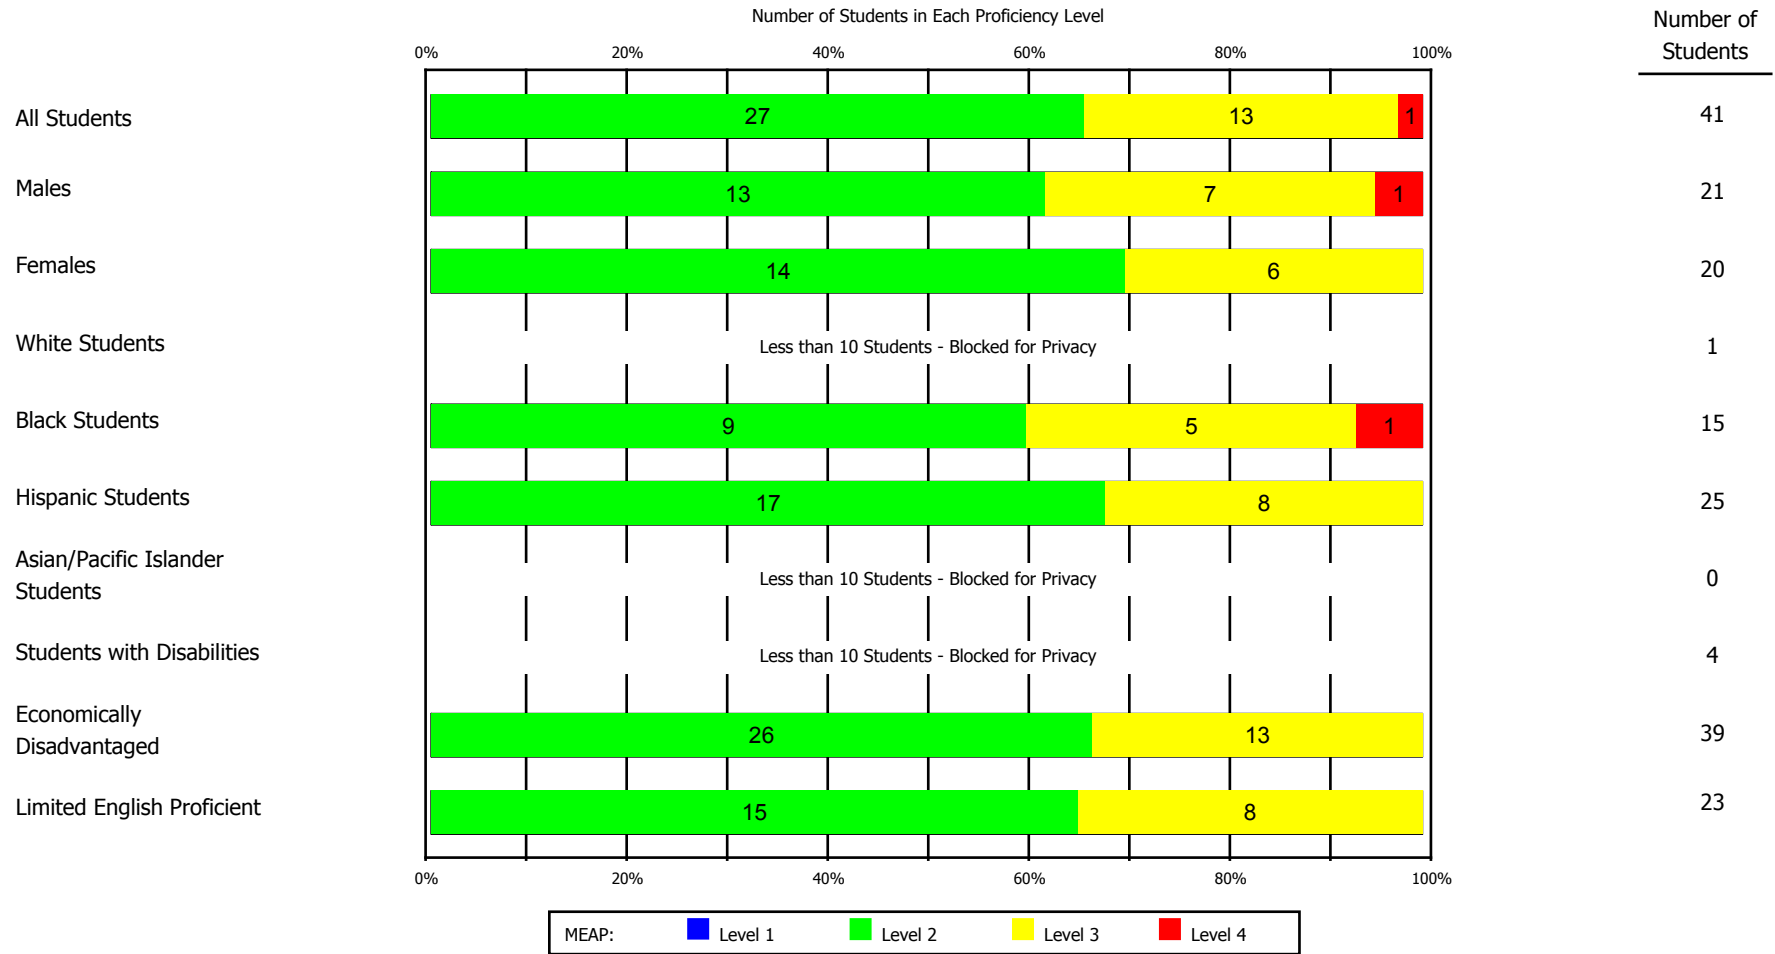 Number of Students in Each Proficiency Level
Number of
Students
0% 20% 40% 60% 80% 100%
All Students 27 13 1 41
Males 13 7 1 21
Females 14 6 20
White Students Less than 10 Students - Blocked for Privacy 1
Black Students 9 5 1 15
Hispanic Students 17 8 25
Asian/Pacific Islander
Students Less than 10 Students - Blocked for Privacy 0
Students with Disabilities Less than 10 Students - Blocked for Privacy 4
Economically
Disadvantaged 26 13 39
Limited English Proficient 15 8 23
0% 20% 40% 60% 80% 100%
MEAP: Level 1 Level 2 Level 3 Level 4